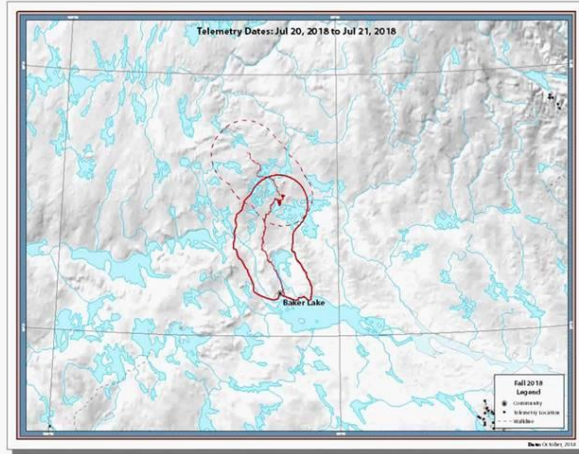 Telemetry Dates: Jul 20, 2018 to Jul 21, 2018
Baker Lake
Fall 2018
Legend
Community
Telemetry Location
Date: October, 2018